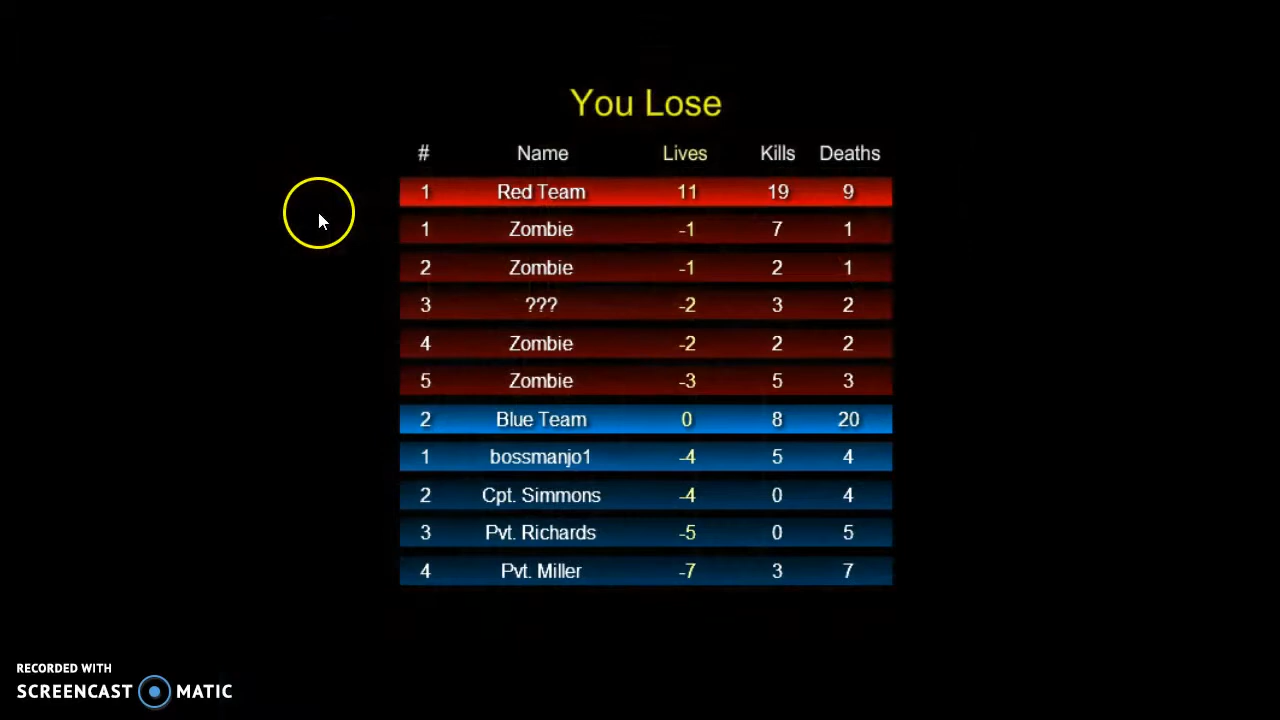 You Lose
# Name Lives Kills Deaths
1 Red Team 11 19 9
1 Zombie -1 7 1
2 Zombie -1 2 1
3 ??? -2 3 2
4 Zombie -2 2 2
5 Zombie -3 5 3
2 Blue Team 0 8 20
1 bossmanjo1 -4 5 4
2 Cpt. Simmons -4 0 4
3 Pvt. Richards -5 0 5
4 Pvt. Miller -7 3 7
RECORDED WITH
SCREENCAST MATIC